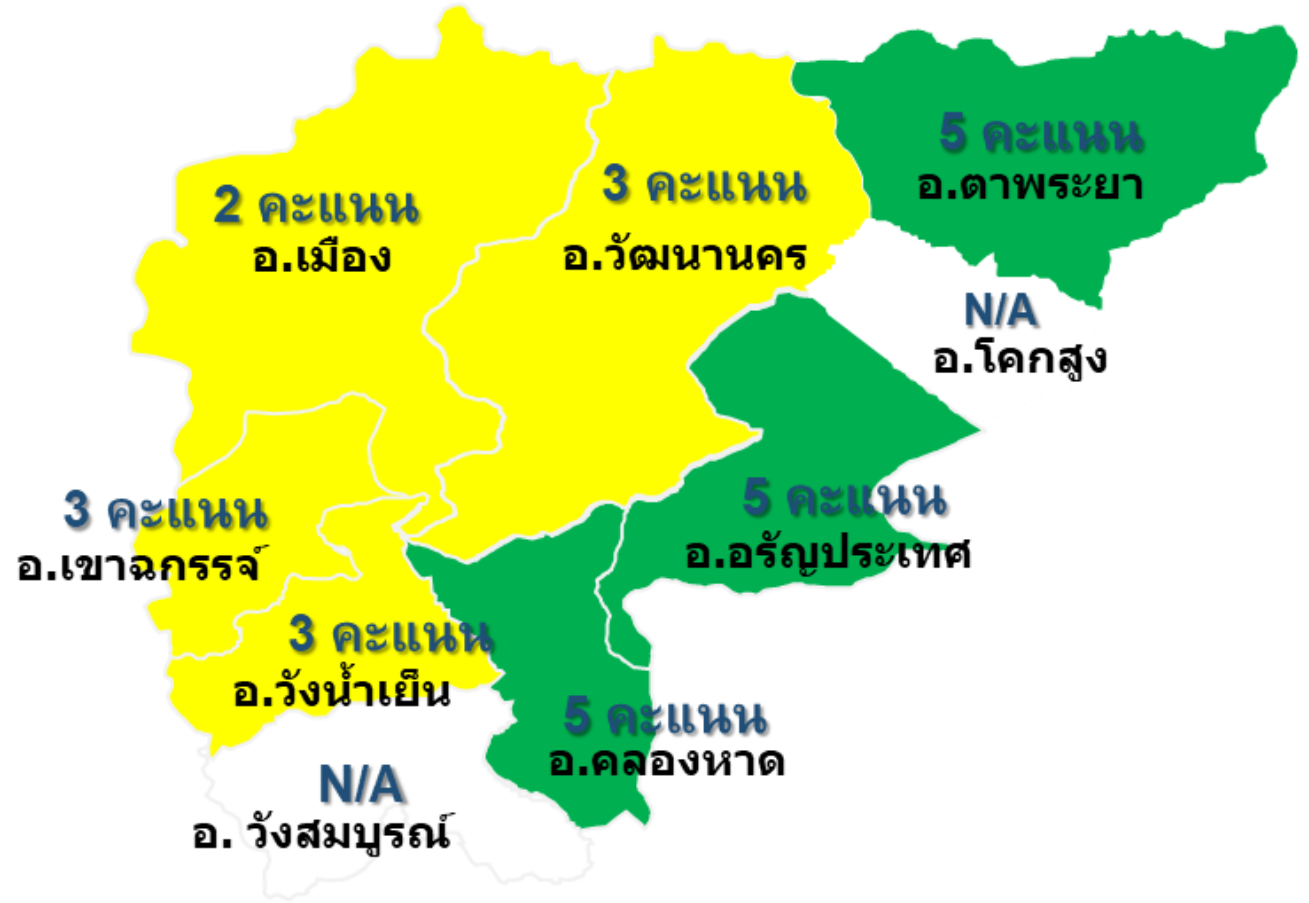 5 คะแนน
อ.ตาพระยา
3 คะแนน
อ.วัฒนานคร
2 คะแนน
อ.เมือง
N/A
อ.โคกสูง
3 คะแนน
อ.เขาฉกรรจ์
5 คะแนน
อ.อรัญประเทศ
3 คะแนน
อ.วังน้ำเย็น
5 คะแนน
อ.คลองหาด
N/A
อ. วังสมบูรณ์